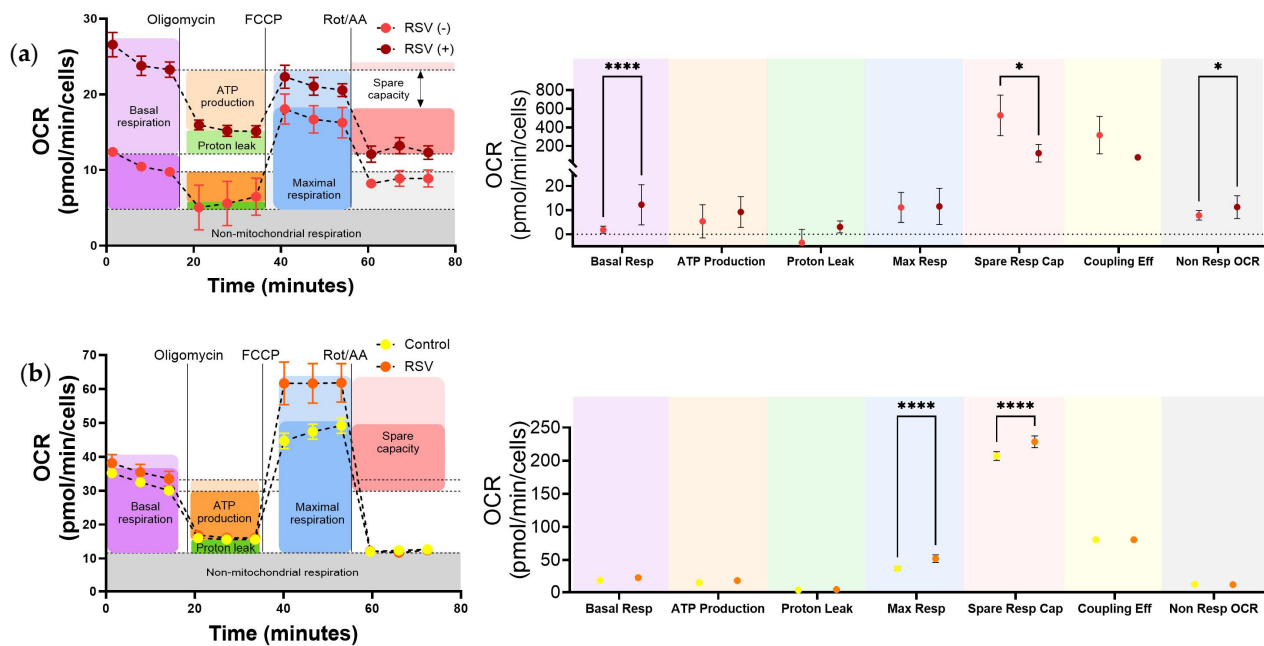 (a)
Oligomycin FCCP Rot/AA
RSV (-)
RSV (+)
OCR
(pmol/min/cells)
30
20
10
0
Basal
respiration
ATP
production
Proton leak
Maximal
respiration
Spare
capacity
Non-mitochondrial respiration
0 20 40 60 80
Time (minutes)
OCR
(pmol/min/cells)
800
600
400
200
20
10
0
****
*
*
Basal Resp ATP Production Proton Leak Max Resp Spare Resp Cap Coupling Eff Non Resp OCR
(b)
Oligomycin FCCP Rot/AA
Control
RSV
OCR
(pmol/min/cells)
70
60
50
40
30
20
10
0
Basal
respiration
ATP
production
Proton leak
Maximal
respiration
Spare
capacity
Non-mitochondrial respiration
0 20 40 60 80
Time (minutes)
OCR
(pmol/min/cells)
250
200
150
100
50
0
****
****
Basal Resp ATP Production Proton Leak Max Resp Spare Resp Cap Coupling Eff Non Resp OCR